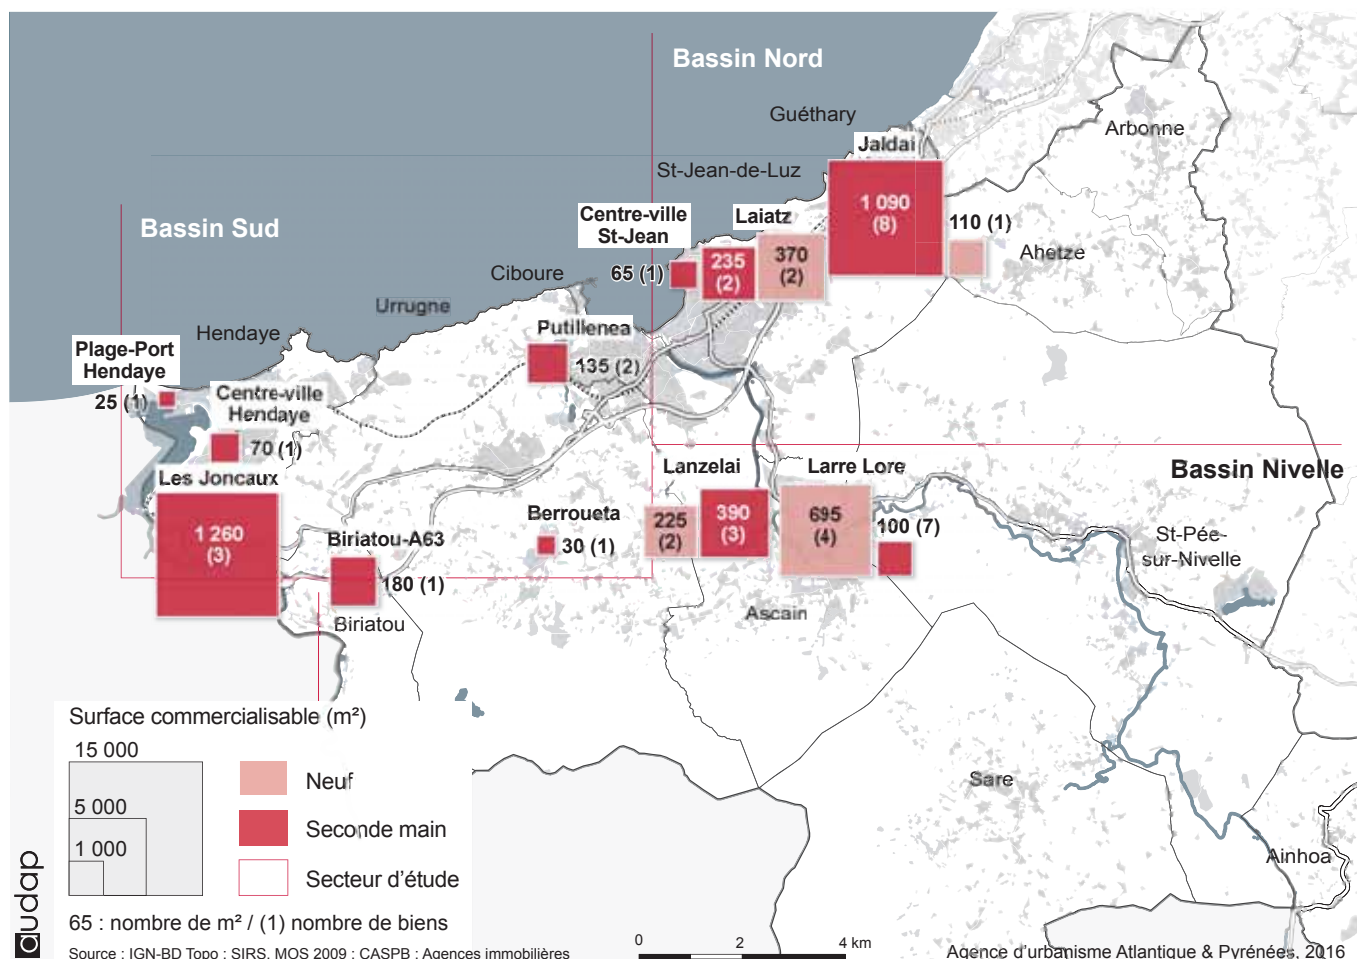 Bassin Nord
Guéthary
Arbonne
Jaldai
St-Jean-de-Luz
1 090
(8)
110 (1)
Ahetze
Centre-ville
St-Jean
Laiatz
65 (1)
235
(2)
370
(2)
Bassin Sud
Ciboure
Urrugne
Hendaye
Putillenea
135 (2)
Plage-Port
Hendaye
25 (1)
Centre-ville
Hendaye
70 (1)
Les Joncaux
1 260
(3)
Biriatou-A63
180 (1)
Biriatou
Berroueta
30 (1)
Lanzelai
225
(2)
390
(3)
Larre Lore
695
(4)
100 (7)
Bassin Nivelle
St-Pée-
sur-Nivelle
Ascain
Sare
Ainhoa
Surface commercialisable (m²)
15 000
5 000
1 000
Neuf
Seconde main
Secteur d'étude
65 : nombre de m² / (1) nombre de biens
Source : IGN-BD Topo ; SIRS, MOS 2009 ; CASPB ; Agences immobilières
0 2 4 km
Agence d'urbanisme Atlantique & Pyrénées, 2016
audap